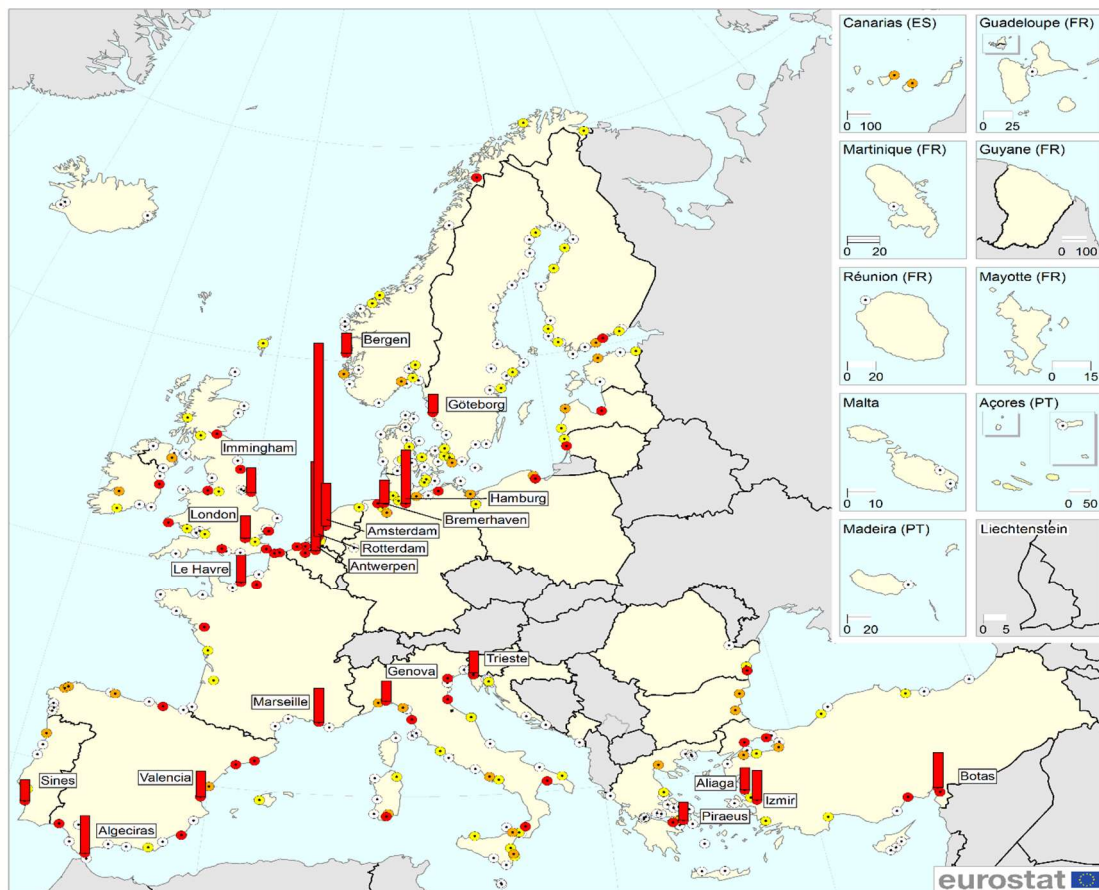 Canarias (ES)
0 100
Guadeloupe (FR)
0 25
Martinique (FR)
0 20
Guyane (FR)
0 100
Réunion (FR)
0 20
Mayotte (FR)
0 15
Malta
0 10
Açores (PT)
0 50
Madeira (PT)
0 20
Liechtenstein
0 5
Bergen
Göteborg
Immingham
Hamburg
London
Bremerhaven
Amsterdam
Rotterdam
Le Havre
Antwerpen
Trieste
Genova
Marseille
Sines
Valencia
Aliaga
Botas
Izmir
Piraeus
Algeciras
eurostat